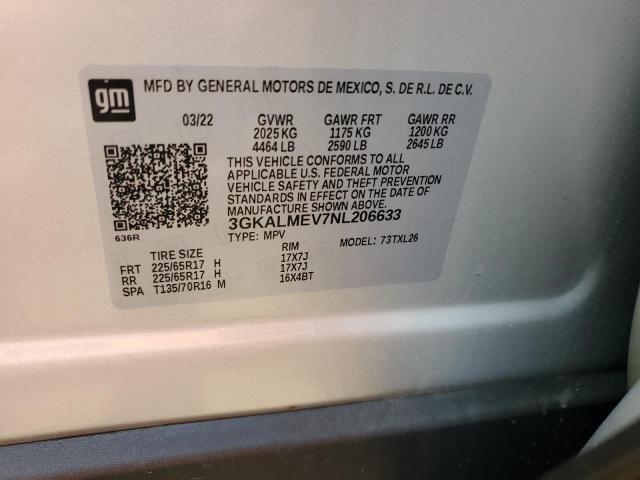 gm
MFD BY GENERAL MOTORS DE MEXICO, S. DE R.L. DE C.V.
03/22 GVWR GAWR FRT GAWR RR
2025 KG 1175 KG 1200 KG
4464 LB 2590 LB 2645 LB
THIS VEHICLE CONFORMS TO ALL
APPLICABLE U.S. FEDERAL MOTOR
VEHICLE SAFETY AND THEFT PREVENTION
STANDARDS IN EFFECT ON THE DATE OF
MANUFACTURE SHOWN ABOVE.
3GKALMEV7NL206633
636R TYPE: MPV MODEL: 73TXL26
TIRE SIZE RIM
FRT 225/65R17 H 17X7J
RR 225/65R17 H 17X7J
SPA T135/70R16 M 16X4BT